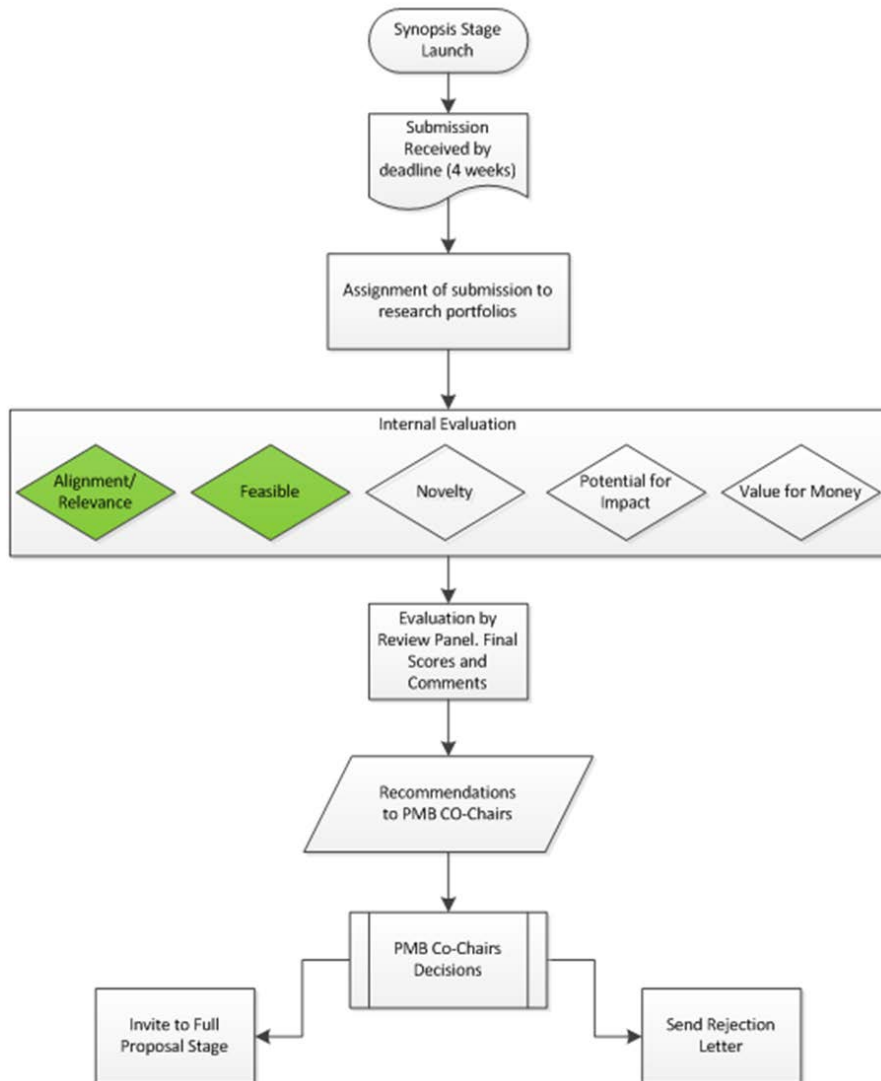 Synopsis Stage
Launch
Submission
Received by
deadline (4 weeks)
Assignment of submission to
research portfolios
Internal Evaluation
Alignment/
Relevance
Feasible
Novelty
Potential for
Impact
Value for Money
Evaluation by
Review Panel. Final
Scores and
Comments
Recommendations
to PMB CO-Chairs
PMB Co-Chairs
Decisions
Invite to Full
Proposal Stage
Send Rejection
Letter